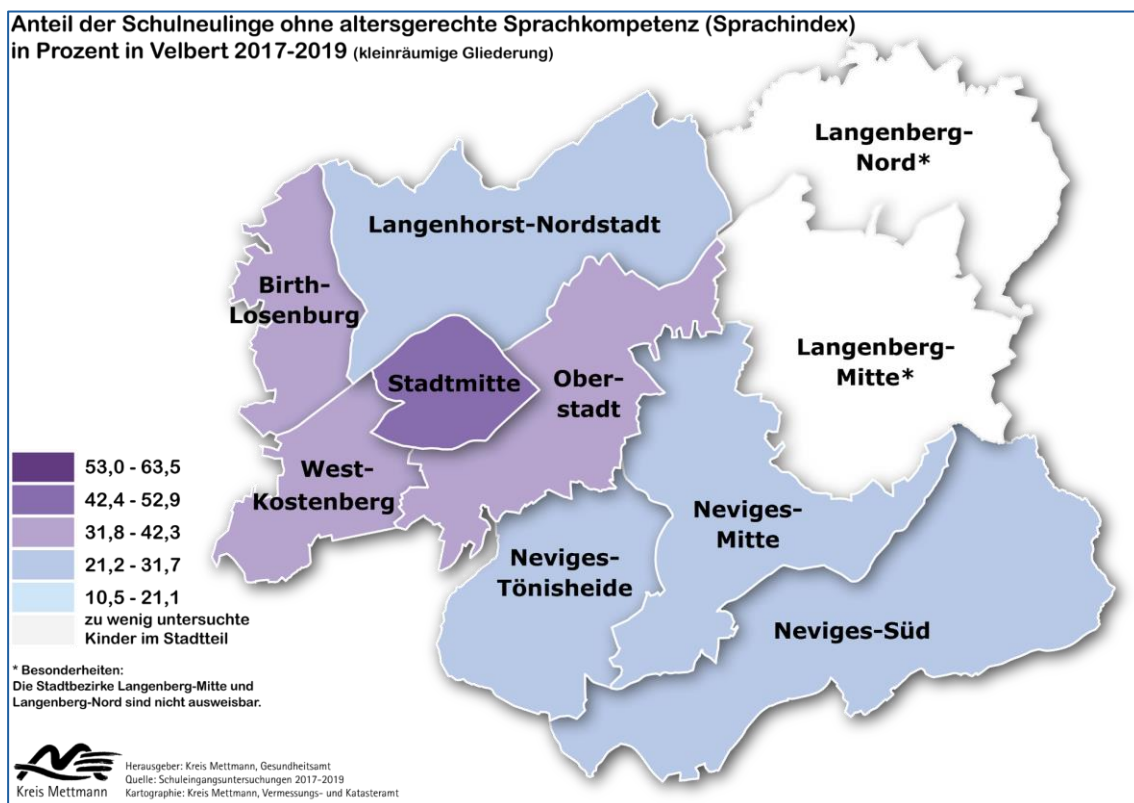 Anteil der Schulneulinge ohne altersgerechte Sprachkompetenz (Sprachindex)
in Prozent in Velbert 2017-2019 (kleinräumige Gliederung)
Langenberg-
Nord*
Langenhorst-Nordstadt
Birth-
Losenburg
Langenberg-
Mitte*
Stadtmitte
Ober-
stadt
West-
Kostenberg
Neviges-
Mitte
Neviges-
Tönisheide
Neviges-Süd
53,0 - 63,5
42,4 - 52,9
31,8 - 42,3
21,2 - 31,7
10,5 - 21,1
zu wenig untersuchte
Kinder im Stadtteil
* Besonderheiten:
Die Stadtbezirke Langenberg-Mitte und
Langenberg-Nord sind nicht ausweisbar.
Kreis Mettmann
Herausgeber: Kreis Mettmann, Gesundheitsamt
Quelle: Schuleingangsuntersuchungen 2017-2019
Kartographie: Kreis Mettmann, Vermessungs- und Katasteramt